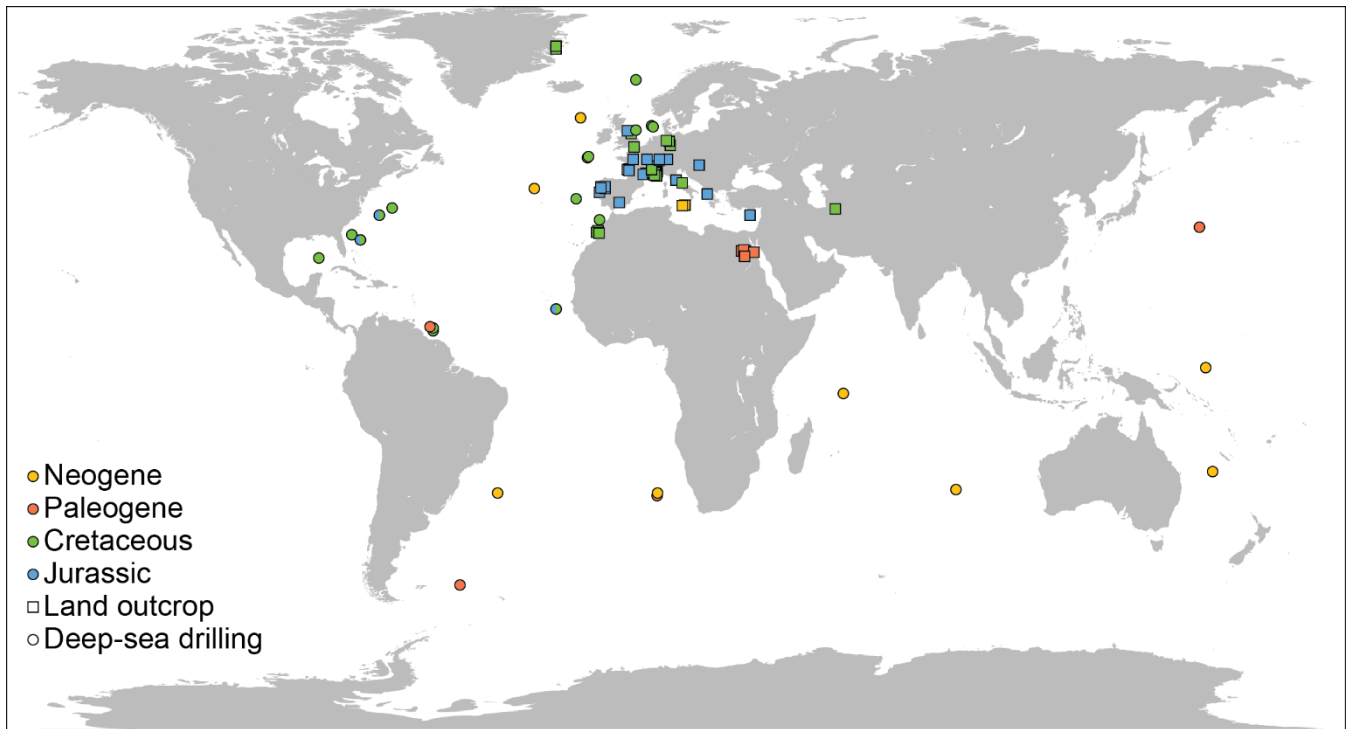 Neogene
Paleogene
Cretaceous
Jurassic
Land outcrop
Deep-sea drilling